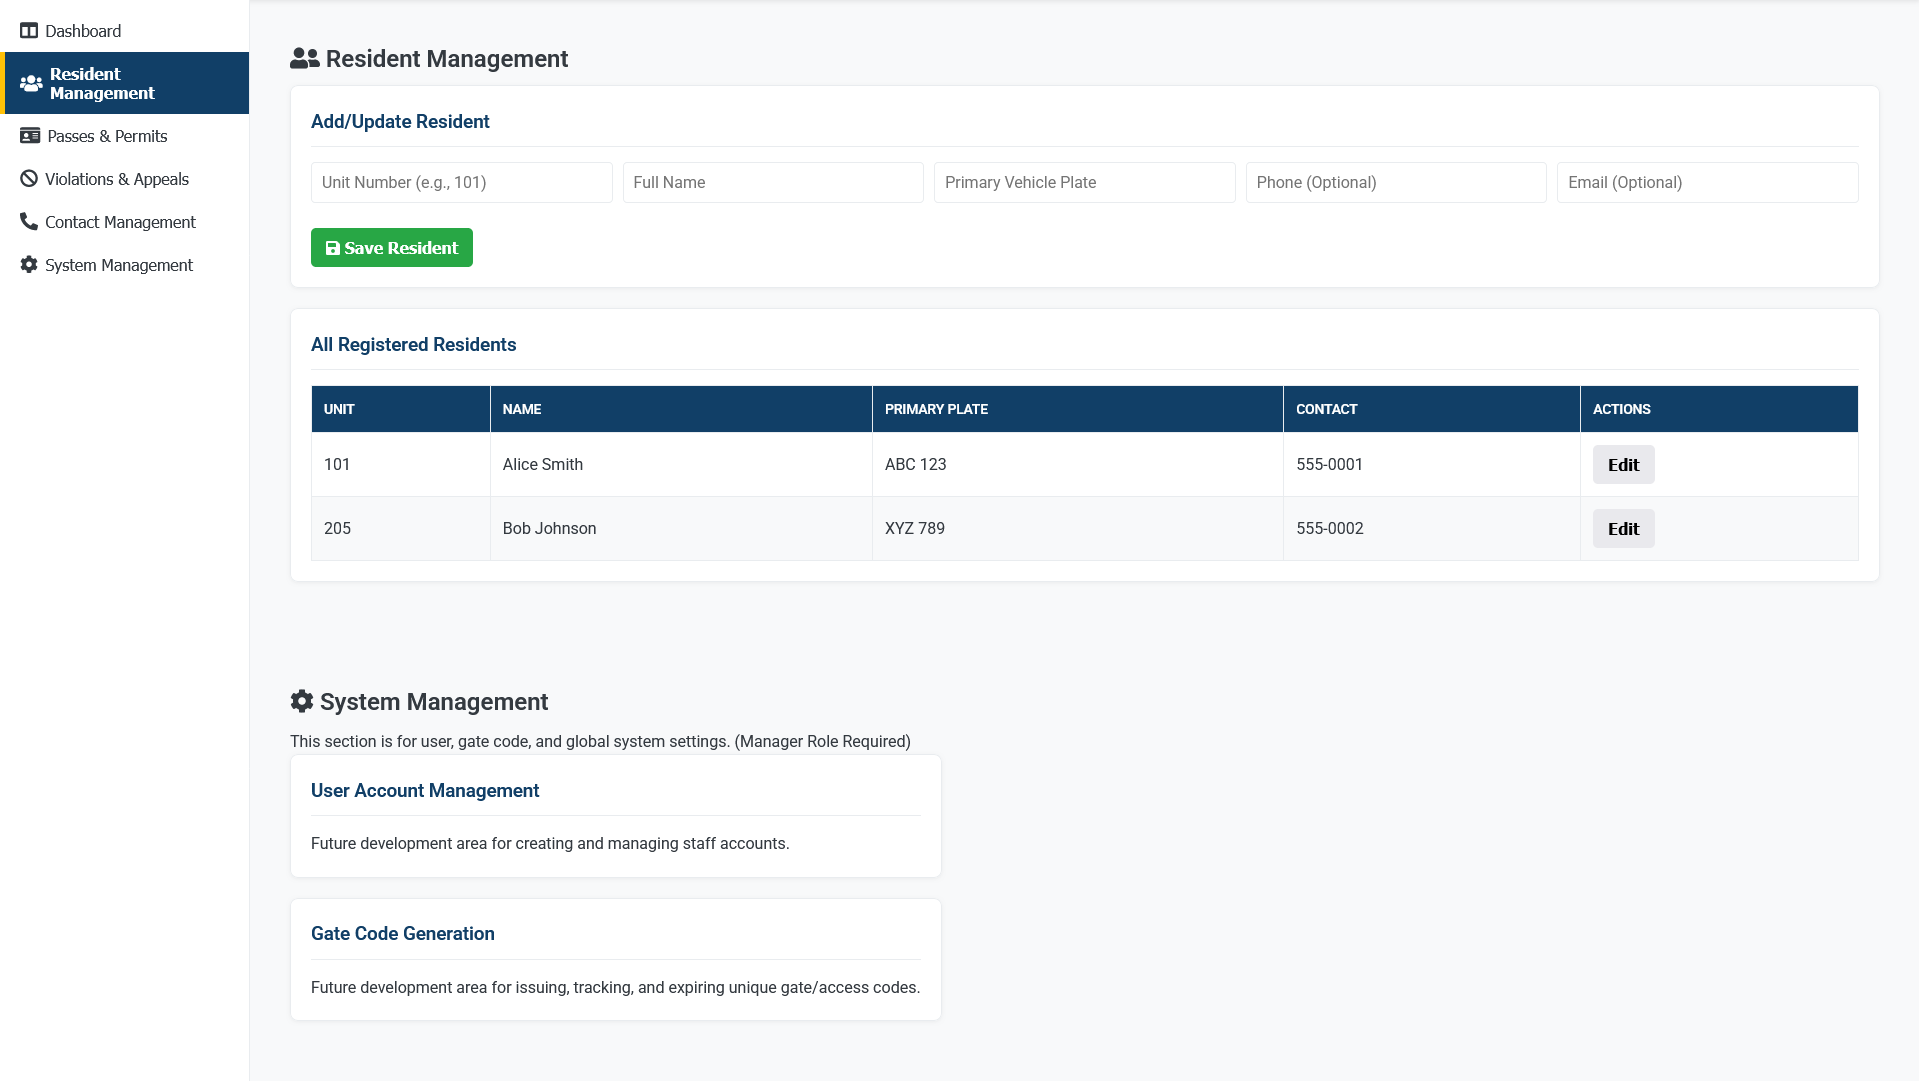 Dashboard
Resident
Management
Passes & Permits
Violations & Appeals
Contact Management
System Management
Resident Management
Add/Update Resident
Unit Number (e.g., 101) Full Name Primary Vehicle Plate Phone (Optional) Email (Optional)
Save Resident
All Registered Residents
UNIT NAME PRIMARY PLATE CONTACT ACTIONS
101 Alice Smith ABC 123 555-0001 Edit
205 Bob Johnson XYZ 789 555-0002 Edit
System Management
This section is for user, gate code, and global system settings. (Manager Role Required)
User Account Management
Future development area for creating and managing staff accounts.
Gate Code Generation
Future development area for issuing, tracking, and expiring unique gate/access codes.